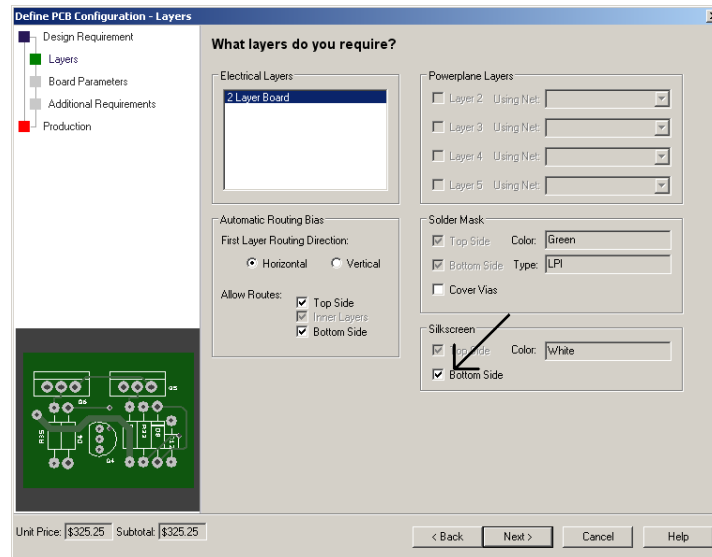 Define PCB Configuration - Layers
Design Requirement
Layers
Board Parameters
Additional Requirements
Production
What layers do you require?
Electrical Layers
2 Layer Board
Powerplane Layers
Layer 2 Using Net:
Layer 3 Using Net:
Layer 4 Using Net:
Layer 5 Using Net:
Automatic Routing Bias
First Layer Routing Direction:
Horizontal Vertical
Allow Routes: Top Side
Inner Layers
Bottom Side
Solder Mask
Top Side Color: Green
Bottom Side Type: LPI
Cover Vias
Silkscreen
Top Side Color: White
Bottom Side
Unit Price: $325.25 Subtotal: $325.25
< Back Next > Cancel Help